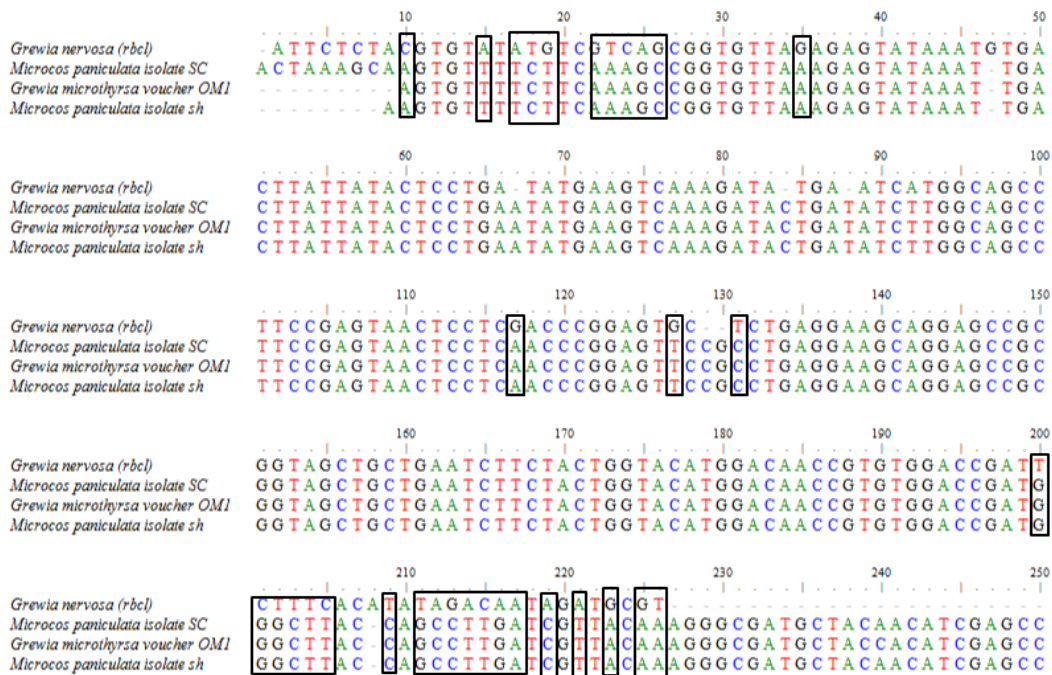 10 20 30 40 50
Grewia nervosa (rbcl) -ATTCTCTACGTGTATATGTCGTCAGCGGTGTTAGAGAGTATAAATGTGA
Microcos paniculata isolate SC ACTAAAGCAAGTGTTTTCTTCAAAGCCGGTGTTAAAGAGTATAAAT-TGA
Grewia microthyrsa voucher OM1 ---------AGTGTTTTCTTCAAAGCCGGTGTTAAAGAGTATAAAT-TGA
Microcos paniculata isolate sh --------AAGTGTTTTCTTCAAAGCCGGTGTTAAAGAGTATAAAT-TGA
60 70 80 90 100
Grewia nervosa (rbcl) CTTATTATACTCCTGA-TATGAAGTCAAAGATA-TGA-ATCATGGCAGCC
Microcos paniculata isolate SC CTTATTATACTCCTGAATATGAAGTCAAAGATACTGATATCTTGGCAGCC
Grewia microthyrsa voucher OM1 CTTATTATACTCCTGAATATGAAGTCAAAGATACTGATATCTTGGCAGCC
Microcos paniculata isolate sh CTTATTATACTCCTGAATATGAAGTCAAAGATACTGATATCTTGGCAGCC
110 120 130 140 150
Grewia nervosa (rbcl) TTCCGAGTAACTCCTCGACCCGGAGTGC--TCTGAGGAAGCAGGAGCCGC
Microcos paniculata isolate SC TTCCGAGTAACTCCTCAACCCGGAGTTCCGCCTGAGGAAGCAGGAGCCGC
Grewia microthyrsa voucher OM1 TTCCGAGTAACTCCTCAACCCGGAGTTCCGCCTGAGGAAGCAGGAGCCGC
Microcos paniculata isolate sh TTCCGAGTAACTCCTCAACCCGGAGTTCCGCCTGAGGAAGCAGGAGCCGC
160 170 180 190 200
Grewia nervosa (rbcl) GGTAGCTGCTGAATCTTCTACTGGTACATGGACAACCGTGTGGACCGATT
Microcos paniculata isolate SC GGTAGCTGCTGAATCTTCTACTGGTACATGGACAACCGTGTGGACCGATG
Grewia microthyrsa voucher OM1 GGTAGCTGCTGAATCTTCTACTGGTACATGGACAACCGTGTGGACCGATG
Microcos paniculata isolate sh GGTAGCTGCTGAATCTTCTACTGGTACATGGACAACCGTGTGGACCGATG
210 220 230 240 250
Grewia nervosa (rbcl) CTTTCACATATAGACAATAGATGCGT------------------------
Microcos paniculata isolate SC GGCTTAC-CAGCCTTGATCGTTACAAAGGGCGATGCTACAACATCGAGCC
Grewia microthyrsa voucher OM1 GGCTTAC-CAGCCTTGATCGTTACAAAGGGCGATGCTACCACATCGAGCC
Microcos paniculata isolate sh GGCTTAC-CAGCCTTGATCGTTACAAAGGGCGATGCTACAACATCGAGCC